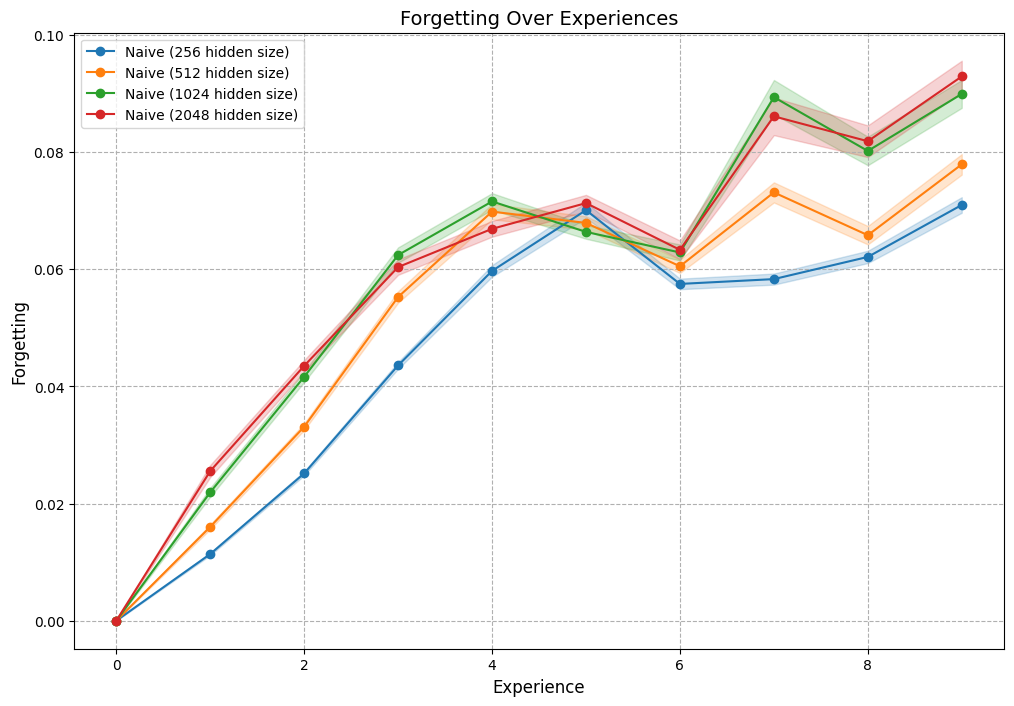 Forgetting Over Experiences
Naive (256 hidden size)
Naive (512 hidden size)
Naive (1024 hidden size)
Naive (2048 hidden size)
0.10
0.08
0.06
0.04
0.02
0.00
Forgetting
0 2 4 6 8
Experience